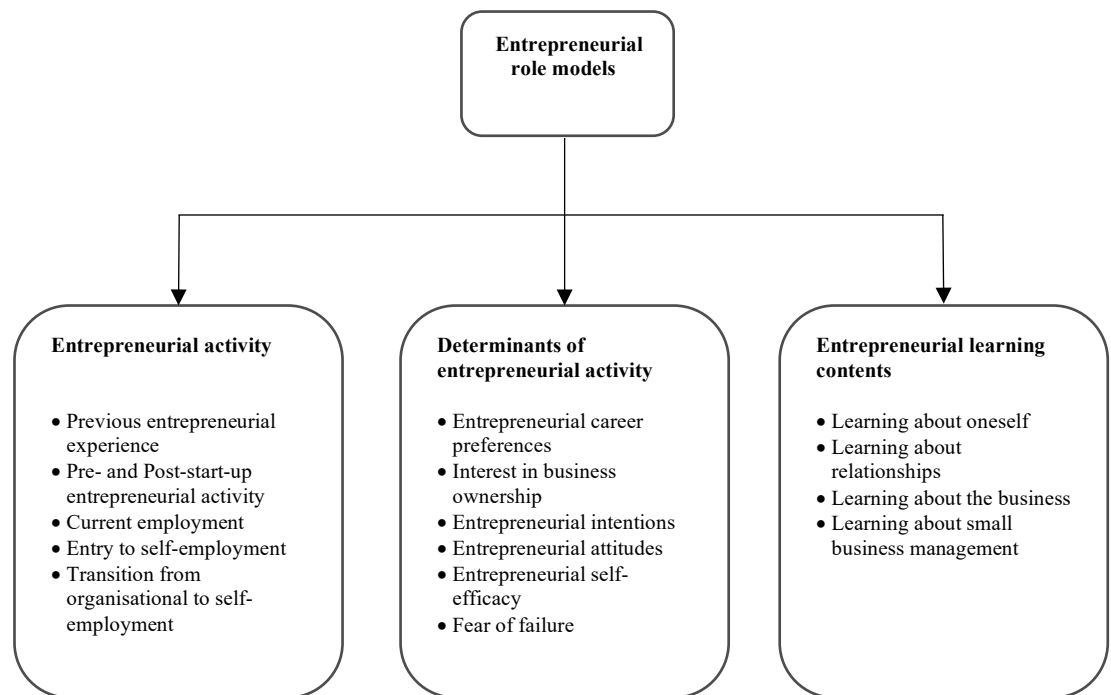 Entrepreneurial
role models
Entrepreneurial activity
• Previous entrepreneurial
experience
• Pre- and Post-start-up
entrepreneurial activity
• Current employment
• Entry to self-employment
• Transition from
organisational to self-
employment
Determinants of
entrepreneurial activity
• Entrepreneurial career
preferences
• Interest in business
ownership
• Entrepreneurial intentions
• Entrepreneurial attitudes
• Entrepreneurial self-
efficacy
• Fear of failure
Entrepreneurial learning
contents
• Learning about oneself
• Learning about
relationships
• Learning about the business
• Learning about small
business management